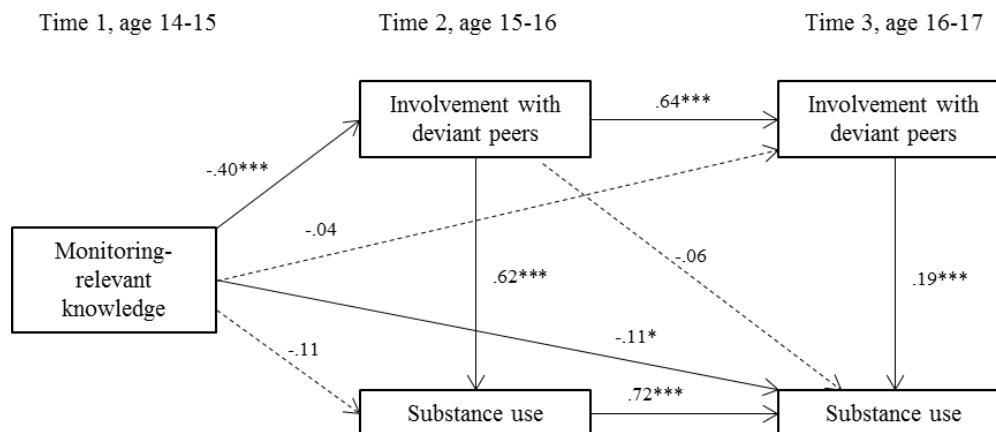 Time 1, age 14-15
Time 2, age 15-16
Time 3, age 16-17
Involvement with
deviant peers
.64***
Involvement with
deviant peers
-.40***
-.04
-.06
Monitoring-
relevant
knowledge
.62***
.19***
-.11*
-.11
Substance use
.72***
Substance use